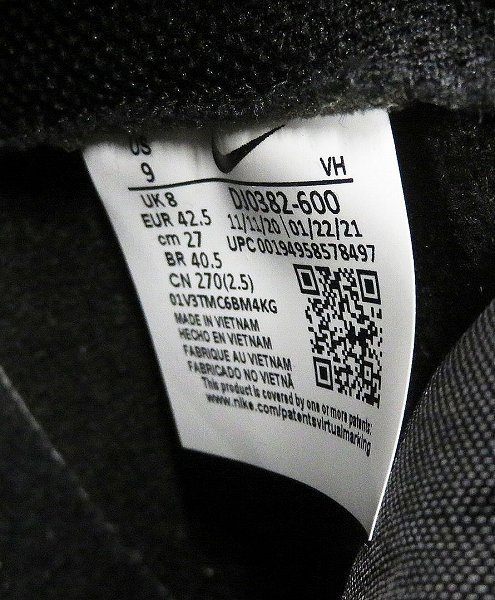 US
9
VH
UK 8
DJ0382-600
EUR 42.5
11/11/20 | 01/22/21
cm 27
UPC 00194958578497
BR 40.5
CN 270(2.5)
01V3TMC6BM4KG
MADE IN VIETNAM
HECHO EN VIETNAM
FABRIQUE AU VIETNAM
FABRICADO NO VIETNÃ
This product is covered by one or more patents:
www.nike.com/patentsvirtualmarking